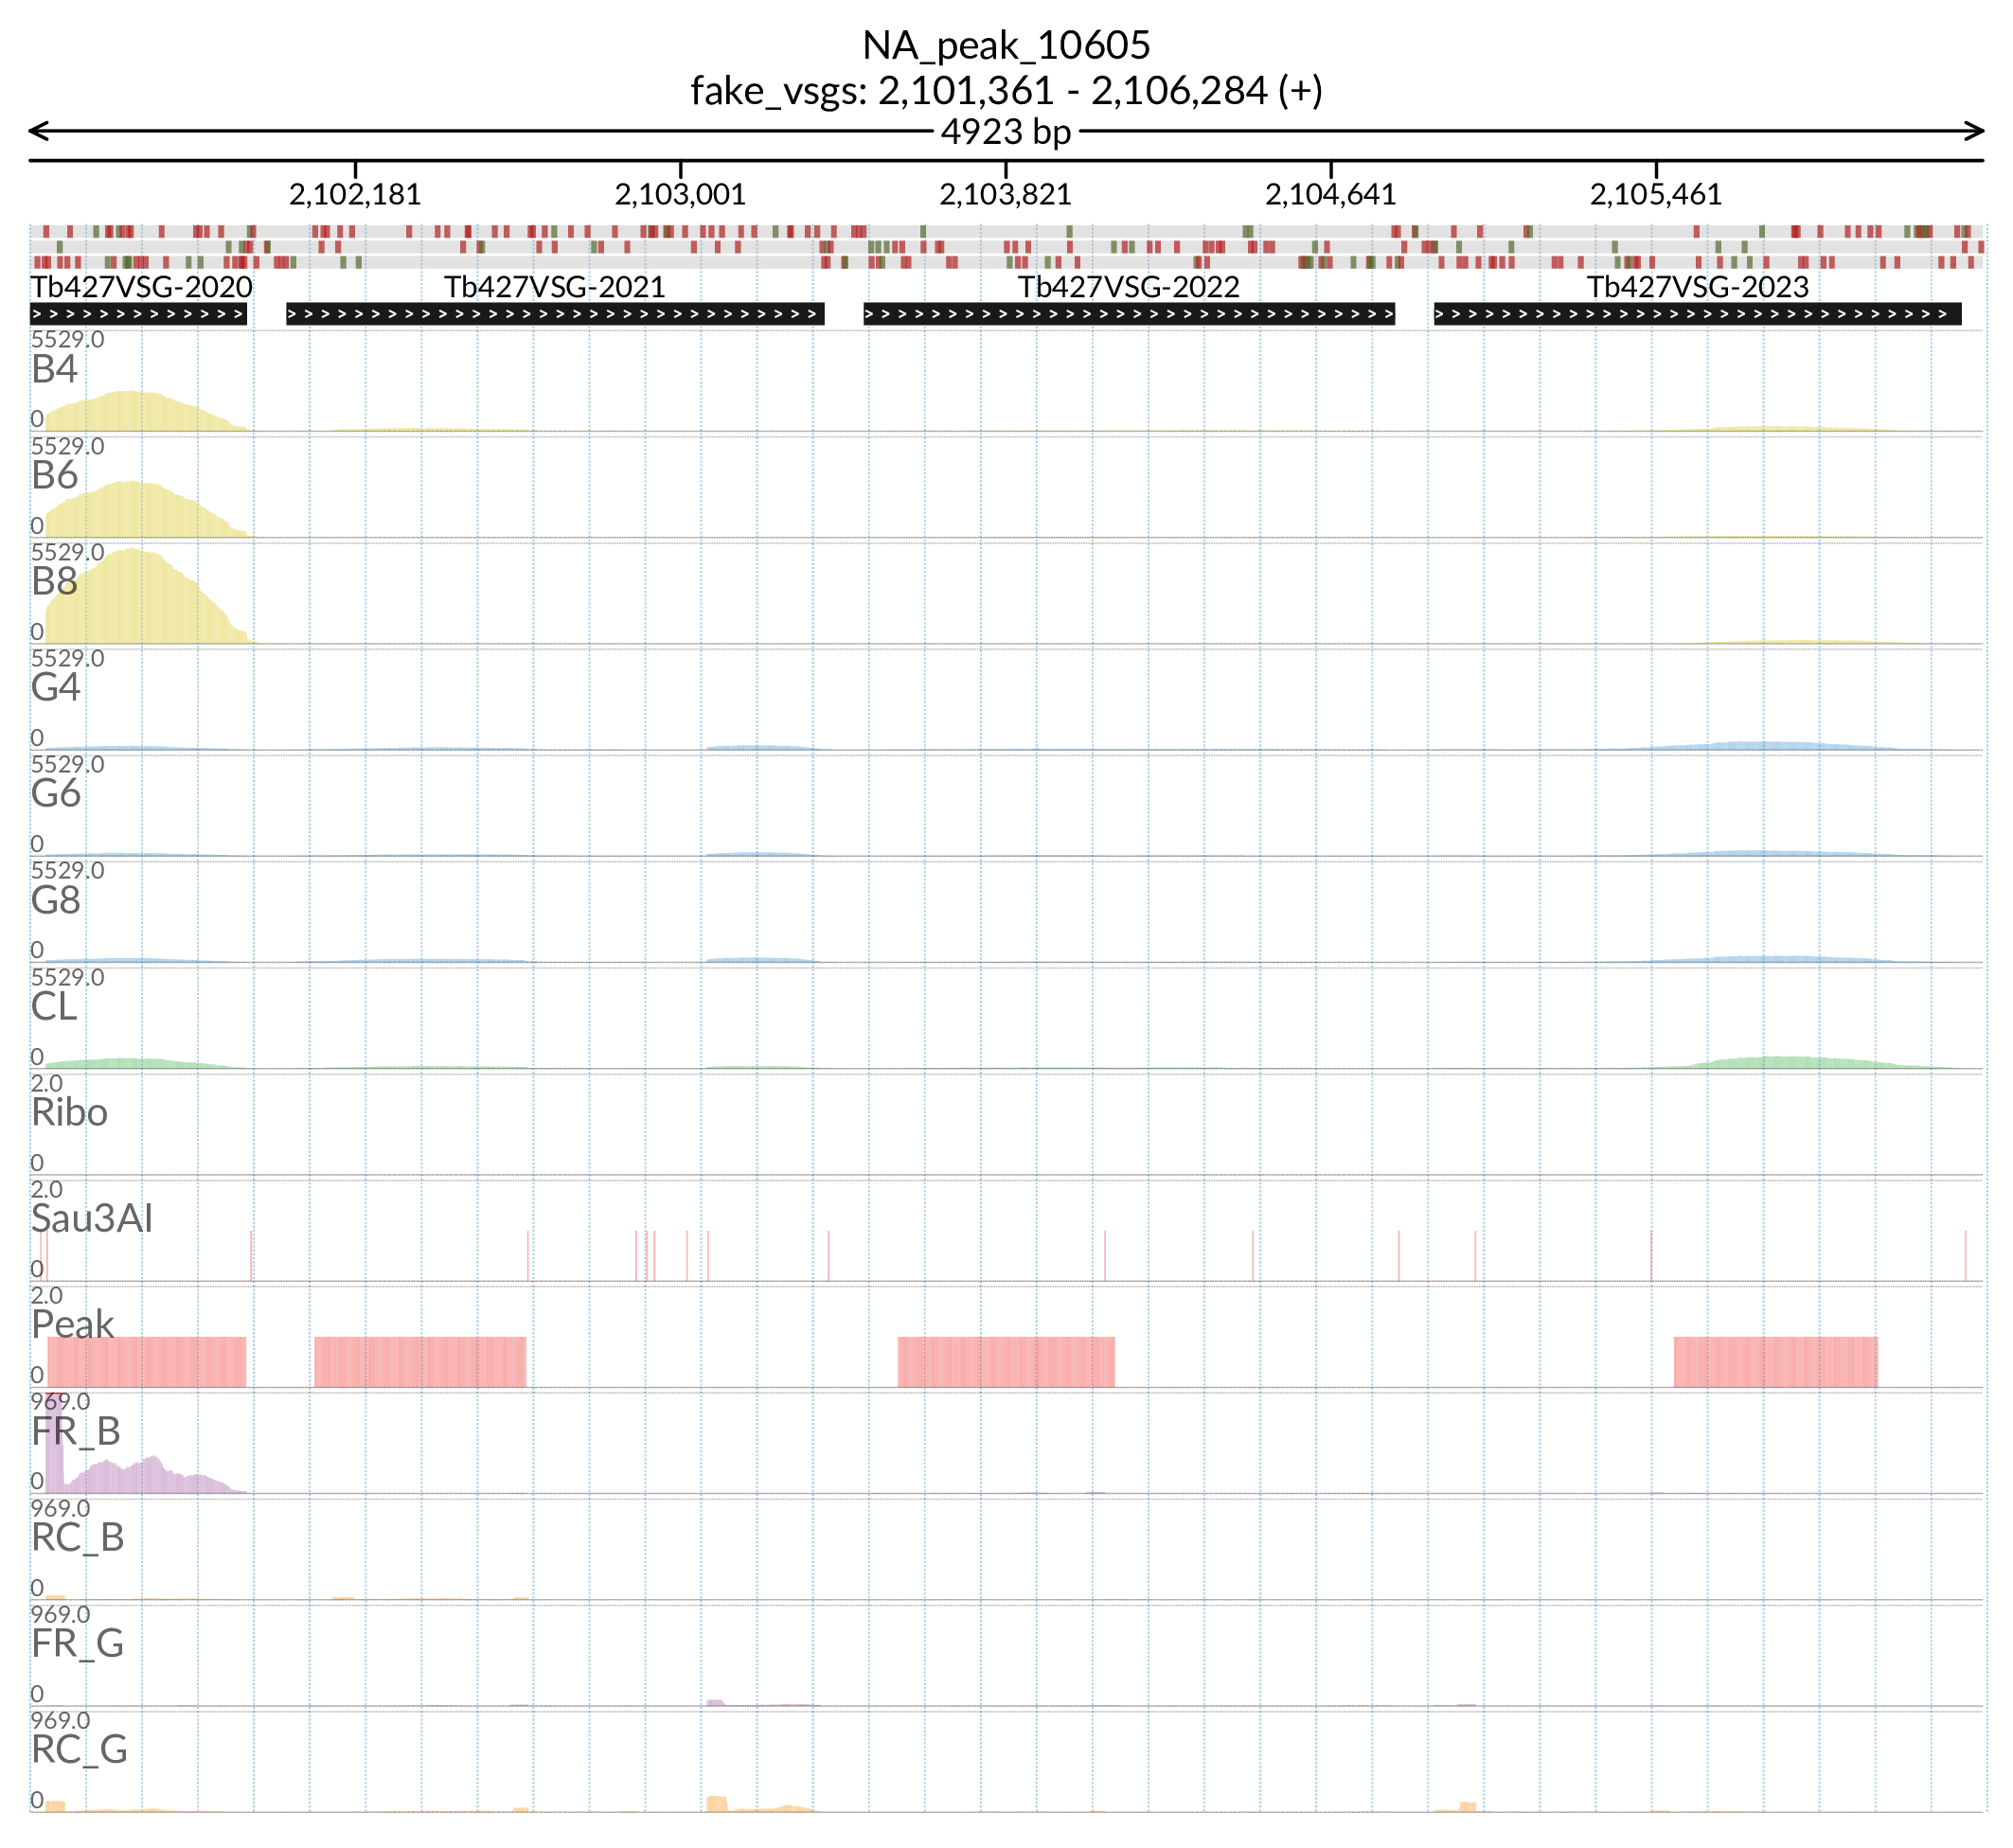 NA_peak_10605
fake_vsgs: 2,101,361 - 2,106,284 (+)
4923 bp
2,102,181 2,103,001 2,103,821 2,104,641 2,105,461
Tb427VSG-2020 Tb427VSG-2021 Tb427VSG-2022 Tb427VSG-2023
5529.0
B4
0
5529.0
B6
0
5529.0
B8
0
5529.0
G4
0
5529.0
G6
0
5529.0
G8
0
5529.0
CL
0
2.0
Ribo
0
2.0
Sau3AI
0
2.0
Peak
0
969.0
FR_B
0
969.0
RC_B
0
969.0
FR_G
0
969.0
RC_G
0